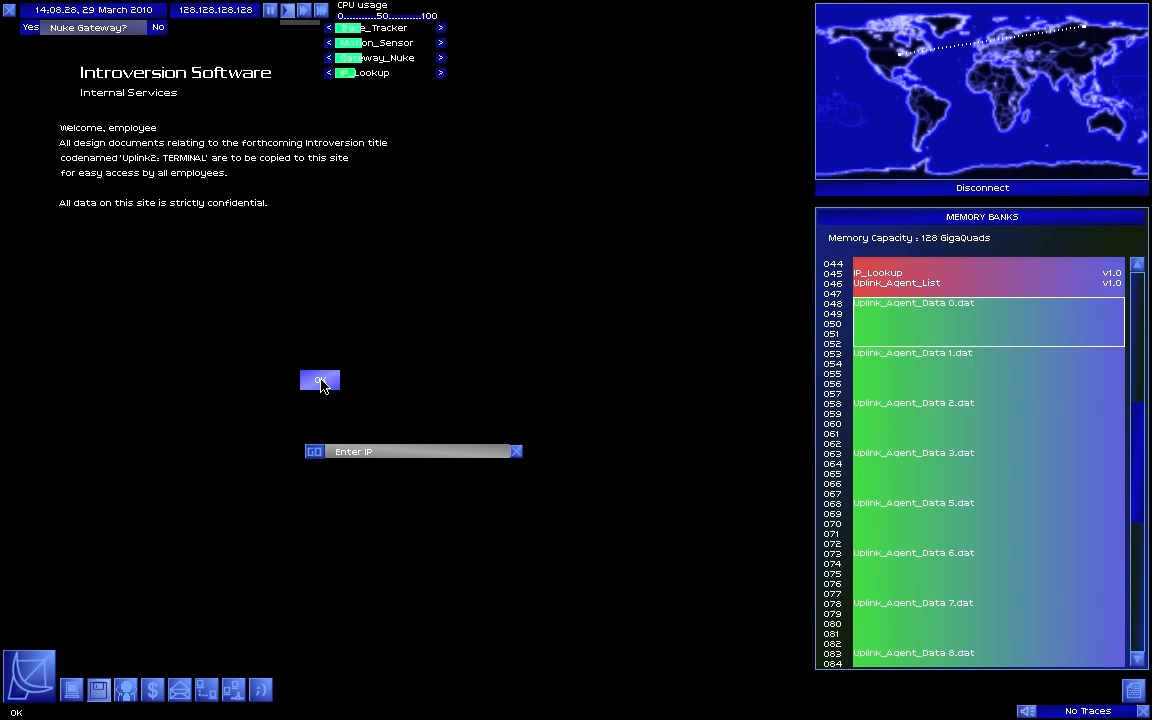 14:08.28, 29 March 2010
128.128.128.128
CPU usage
0..........50...........100
Yes
Nuke Gateway?
No
< Trace_Tracker >
< Motion_Sensor >
< Gateway_Nuke >
< IP_Lookup >
Introversion Software
Internal Services
Welcome, employee
All design documents relating to the forthcoming Introversion title
codenamed 'Uplink2: TERMINAL' are to be copied to this site
for easy access by all employees.
All data on this site is strictly confidential.
OK
GO
Enter IP
Disconnect
MEMORY BANKS
Memory Capacity : 128 GigaQuads
044
045 IP_Lookup v1.0
046 Uplink_Agent_List v1.0
047
048 Uplink_Agent_Data 0.dat
049
050
051
052
053 Uplink_Agent_Data 1.dat
054
055
056
057
058 Uplink_Agent_Data 2.dat
059
060
061
062
063 Uplink_Agent_Data 3.dat
064
065
066
067
068 Uplink_Agent_Data 5.dat
069
070
071
072
073 Uplink_Agent_Data 6.dat
074
075
076
077
078 Uplink_Agent_Data 7.dat
079
080
081
082
083 Uplink_Agent_Data 8.dat
084
$
;)
OK
No Traces